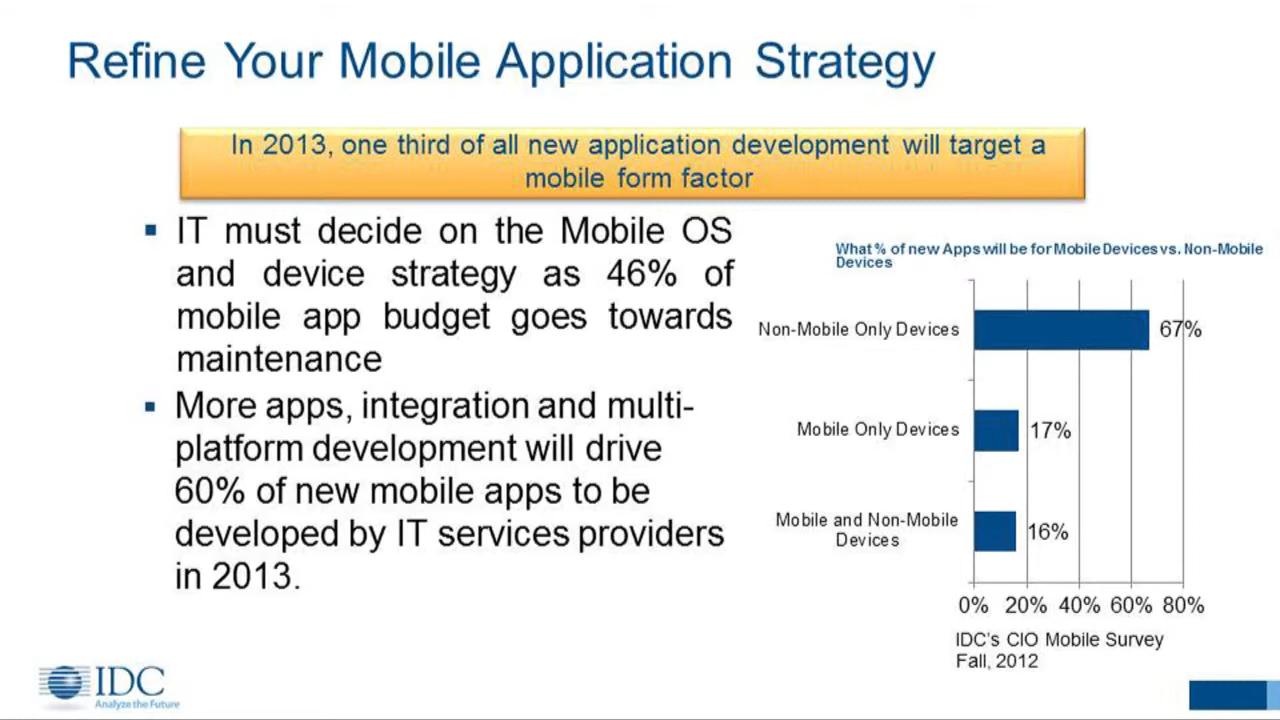 Refine Your Mobile Application Strategy
In 2013, one third of all new application development will target a
mobile form factor
▪ IT must decide on the Mobile OS
and device strategy as 46% of
mobile app budget goes towards
maintenance
▪ More apps, integration and multi-
platform development will drive
60% of new mobile apps to be
developed by IT services providers
in 2013.
What % of new Apps will be for Mobile Devices vs. Non-Mobile
Devices
Non-Mobile Only Devices 67%
Mobile Only Devices 17%
Mobile and Non-Mobile
Devices 16%
0% 20% 40% 60% 80%
IDC's CIO Mobile Survey
Fall, 2012
IDC
Analyze the Future